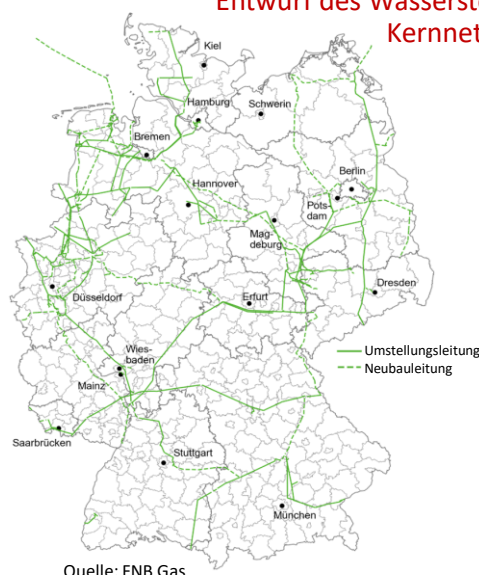 Entwurf des Wasserst
Kernnet
Kiel
Hamburg
Schwerin
Bremen
Hannover
Berlin
Pots-
dam
Mag-
deburg
Düsseldorf
Erfurt
Dresden
Wies-
baden
Umstellungsleitung
Neubauleitung
Mainz
Saarbrücken
Stuttgart
München
Quelle: FNB Gas